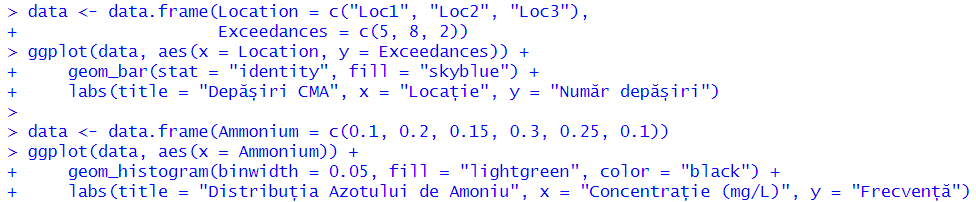 > data <- data.frame(Location = c("Loc1", "Loc2", "Loc3"),
+                    Exceedances = c(5, 8, 2))
> ggplot(data, aes(x = Location, y = Exceedances)) +
+     geom_bar(stat = "identity", fill = "skyblue") +
+     labs(title = "Depășiri CMA", x = "Locație", y = "Număr depășiri")
>
> data <- data.frame(Ammonium = c(0.1, 0.2, 0.15, 0.3, 0.25, 0.1))
> ggplot(data, aes(x = Ammonium)) +
+     geom_histogram(binwidth = 0.05, fill = "lightgreen", color = "black") +
+     labs(title = "Distribuția Azotului de Amoniu", x = "Concentrație (mg/L)", y = "Frecvență")